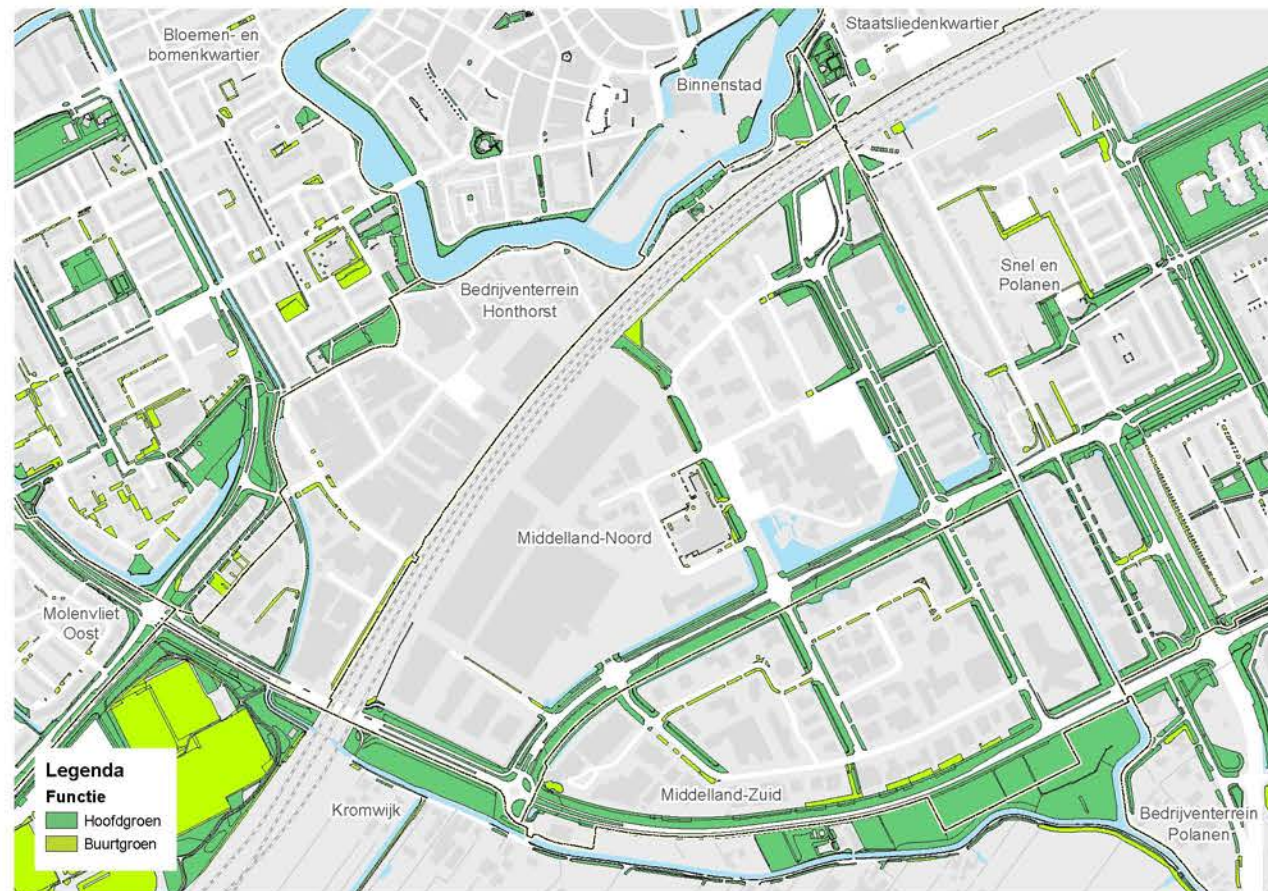 Staatsliedenkwartier
Bloemen- en
bomenkwartier
Binnenstad
Bedrijventerrein
Honthorst
Snel en
Polanen
Middelland-Noord
Molenvliet
Oost
Legenda
Functie
Hoofdgroen
Buurtgroen
Kromwijk
Middelland-Zuid
Bedrijventerrein
Polanen